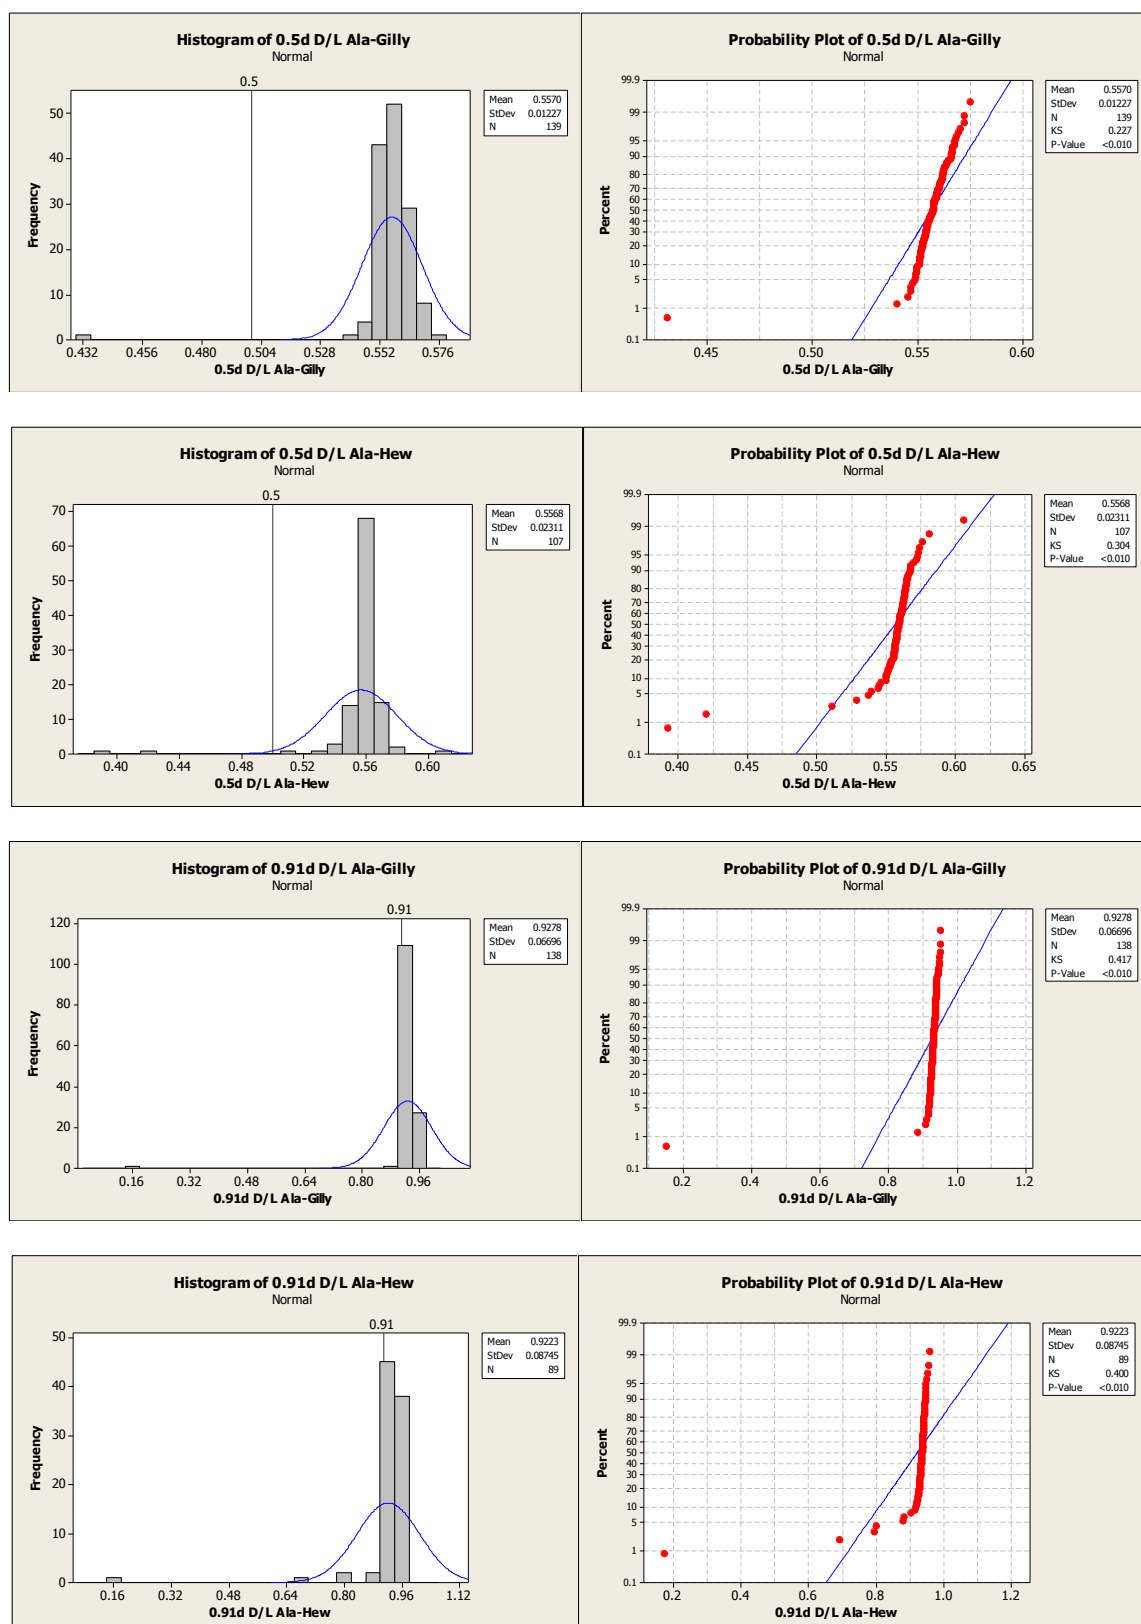 Histogram of 0.5d D/L Ala-Gilly
Normal
0.5
Mean 0.5570
StDev 0.01227
N 139
Frequency
50
40
30
20
10
0
0.432 0.456 0.480 0.504 0.528 0.552 0.576
0.5d D/L Ala-Gilly
Probability Plot of 0.5d D/L Ala-Gilly
Normal
Mean 0.5570
StDev 0.01227
N 139
KS 0.227
P-Value <0.010
Percent
99.9
99
95
90
80
70
60
50
40
30
20
10
5
1
0.1
0.45 0.50 0.55 0.60
0.5d D/L Ala-Gilly
Histogram of 0.5d D/L Ala-Hew
Normal
0.5
Mean 0.5568
StDev 0.02311
N 107
Frequency
70
60
50
40
30
20
10
0
0.40 0.44 0.48 0.52 0.56 0.60
0.5d D/L Ala-Hew
Probability Plot of 0.5d D/L Ala-Hew
Normal
Mean 0.5568
StDev 0.02311
N 107
KS 0.304
P-Value <0.010
Percent
99.9
99
95
90
80
70
60
50
40
30
20
10
5
1
0.1
0.40 0.45 0.50 0.55 0.60 0.65
0.5d D/L Ala-Hew
Histogram of 0.91d D/L Ala-Gilly
Normal
0.91
Mean 0.9278
StDev 0.06696
N 138
Frequency
120
100
80
60
40
20
0
0.16 0.32 0.48 0.64 0.80 0.96
0.91d D/L Ala-Gilly
Probability Plot of 0.91d D/L Ala-Gilly
Normal
Mean 0.9278
StDev 0.06696
N 138
KS 0.417
P-Value <0.010
Percent
99.9
99
95
90
80
70
60
50
40
30
20
10
5
1
0.1
0.2 0.4 0.6 0.8 1.0 1.2
0.91d D/L Ala-Gilly
Histogram of 0.91d D/L Ala-Hew
Normal
0.91
Mean 0.9223
StDev 0.08745
N 89
Frequency
50
40
30
20
10
0
0.16 0.32 0.48 0.64 0.80 0.96 1.12
0.91d D/L Ala-Hew
Probability Plot of 0.91d D/L Ala-Hew
Normal
Mean 0.9223
StDev 0.08745
N 89
KS 0.400
P-Value <0.010
Percent
99.9
99
95
90
80
70
60
50
40
30
20
10
5
1
0.1
0.2 0.4 0.6 0.8 1.0 1.2
0.91d D/L Ala-Hew